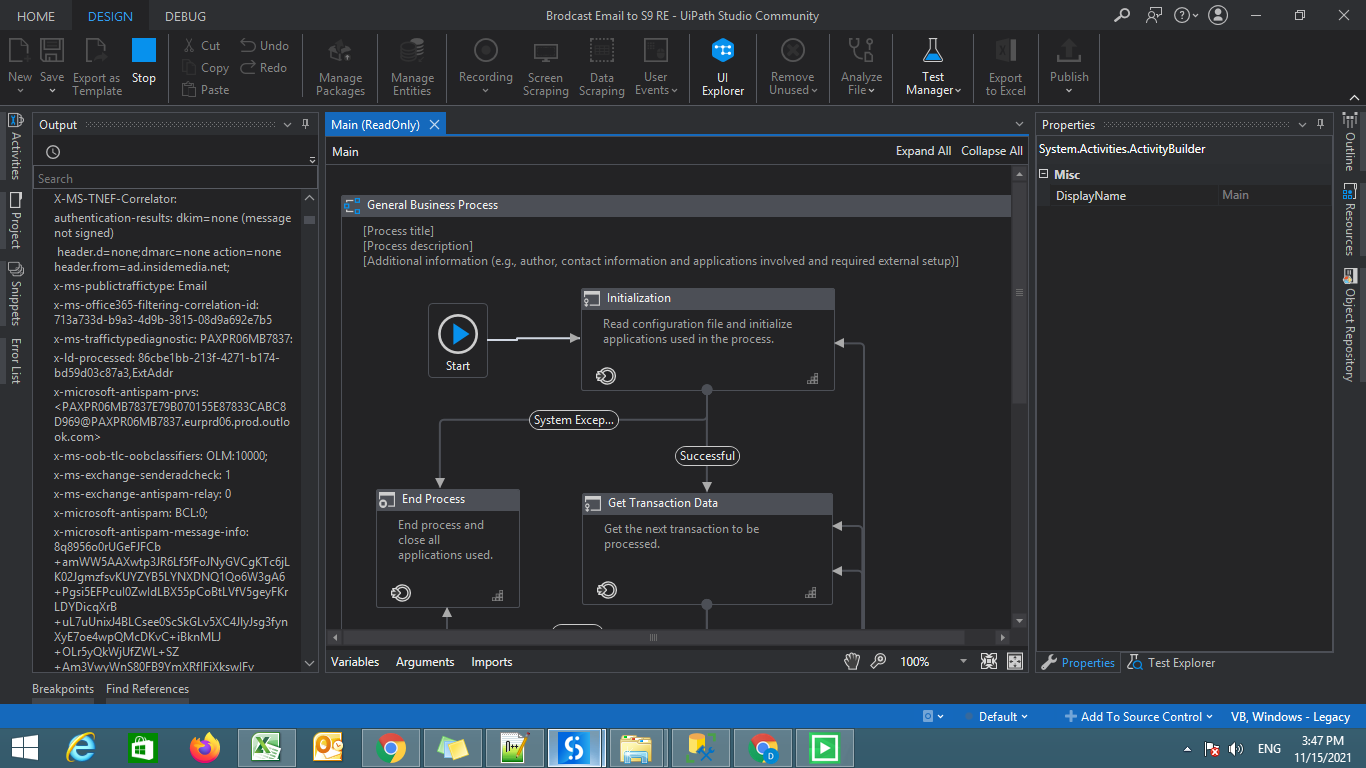 HOME DESIGN DEBUG
Brodcast Email to S9 RE - UiPath Studio Community
New
Save
Export as
Template
Stop
Cut
Copy
Paste
Undo
Redo
Manage
Packages
Manage
Entities
Recording
Screen
Scraping
Data
Scraping
User
Events
UI
Explorer
Remove
Unused
Analyze
File
Test
Manager
Export
to Excel
Publish
Activities
Project
Snippets
Error List
Output
Search
X-MS-TNEF-Correlator:
authentication-results: dkim=none (message
not signed)
header.d=none;dmarc=none action=none
header.from=ad.insidemedia.net;
x-ms-publictraffictype: Email
x-ms-office365-filtering-correlation-id:
713a733d-b9a3-4d9b-3815-08d9a692e7b5
x-ms-traffictypediagnostic: PAXPR06MB7837:
x-ld-processed: 86cbe1bb-213f-4271-b174-
bd59d03c87a3,ExtAddr
x-microsoft-antispam-prvs:
<PAXPR06MB7837E79B070155E87833CABC8
D969@PAXPR06MB7837.eurprd06.prod.outlo
ok.com>
x-ms-oob-tlc-oobclassifiers: OLM:10000;
x-ms-exchange-senderadcheck: 1
x-ms-exchange-antispam-relay: 0
x-microsoft-antispam: BCL:0;
x-microsoft-antispam-message-info:
8q8956o0rUGeFJFCb
+amWW5AAXwtp3JR6Lf5fFoJNyGVCgKTc6jL
K02JgmzfsvKUYZYB5LYNXDNQ1Qo6W3gA6
+Pgsi5EFPcul0ZwldLBX55pCoBtLVfV5geyFKr
LDYDicqXrB
+uL7uUnixJ4BLCsee0ScSkGLv5XC4JlyJsg3fyn
XyE7oe4wpQMcDKvC+iBknMLJ
+OLr5yQkWjUfZWL+SZ
+Am3VwyWnS80FB9YmXRflFiXkswlFv
Breakpoints Find References
Main (ReadOnly)
Main
Expand All Collapse All
General Business Process
[Process title]
[Process description]
[Additional information (e.g., author, contact information and applications involved and required external setup)]
Start
Initialization
Read configuration file and initialize
applications used in the process.
System Excep...
Successful
End Process
End process and
close all
applications used.
Get Transaction Data
Get the next transaction to be
processed.
Variables Arguments Imports
100%
Properties
System.Activities.ActivityBuilder
Misc
DisplayName Main
Properties Test Explorer
Outline
Resources
Object Repository
Default
Add To Source Control
VB, Windows - Legacy
ENG
3:47 PM
11/15/2021